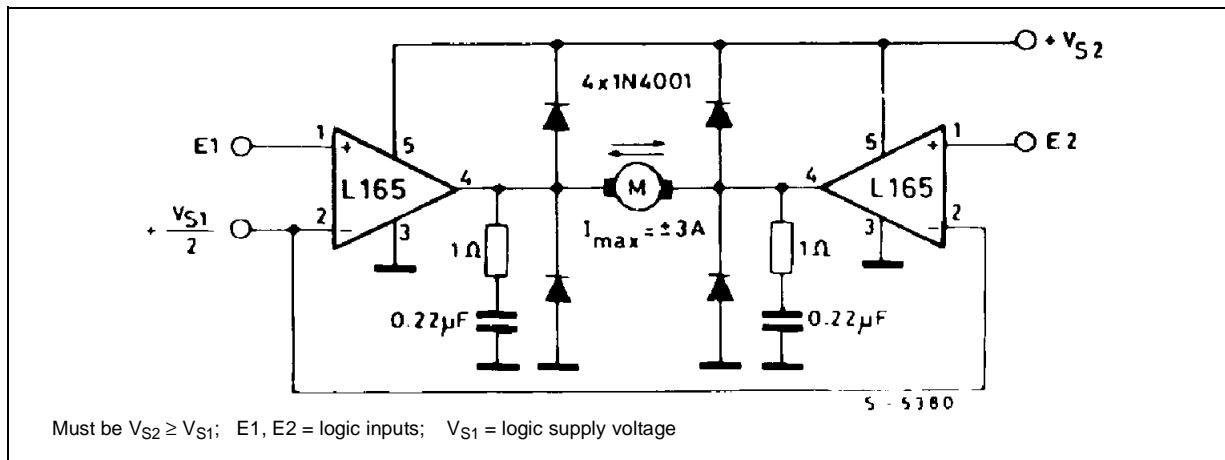 + VS2
4x1N4001
E1
1
+
5
L165
4
+ VS1/2
2
-
3
M
Imax = ±3A
1Ω
0.22µF
4
5
+
1
E2
L165
3
-
2
1Ω
0.22µF
S - 5380
Must be VS2 ≥ VS1; E1, E2 = logic inputs; VS1 = logic supply voltage